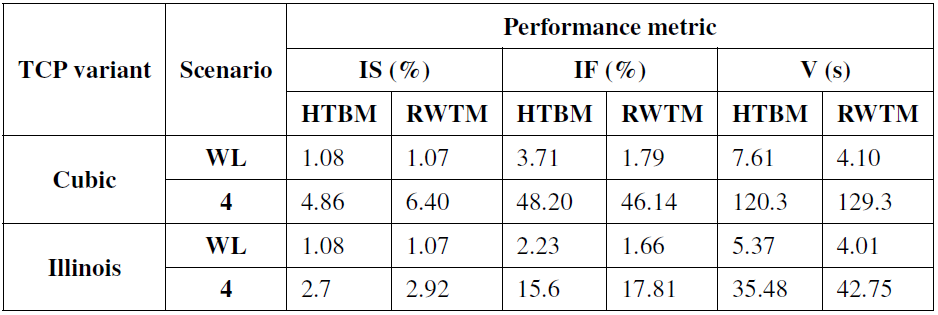 Performance metric
TCP variant Scenario IS (%) IF (%) V (s)
HTBM RWTM HTBM RWTM HTBM RWTM
Cubic WL 1.08 1.07 3.71 1.79 7.61 4.10
4 4.86 6.40 48.20 46.14 120.3 129.3
Illinois WL 1.08 1.07 2.23 1.66 5.37 4.01
4 2.7 2.92 15.6 17.81 35.48 42.75